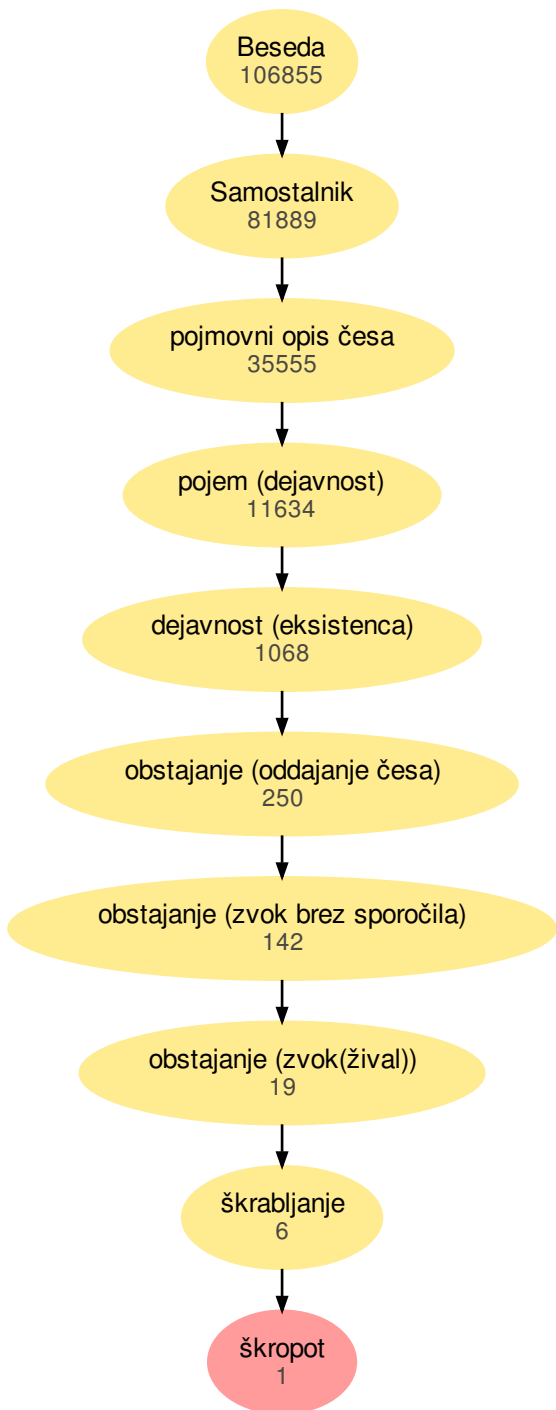 Beseda
106855
Samostalnik
81889
pojmovni opis česa
35555
pojem (dejavnost)
11634
dejavnost (eksistenca)
1068
obstajanje (oddajanje česa)
250
obstajanje (zvok brez sporočila)
142
obstajanje (zvok(žival))
19
škrabljanje
6
škropot
1